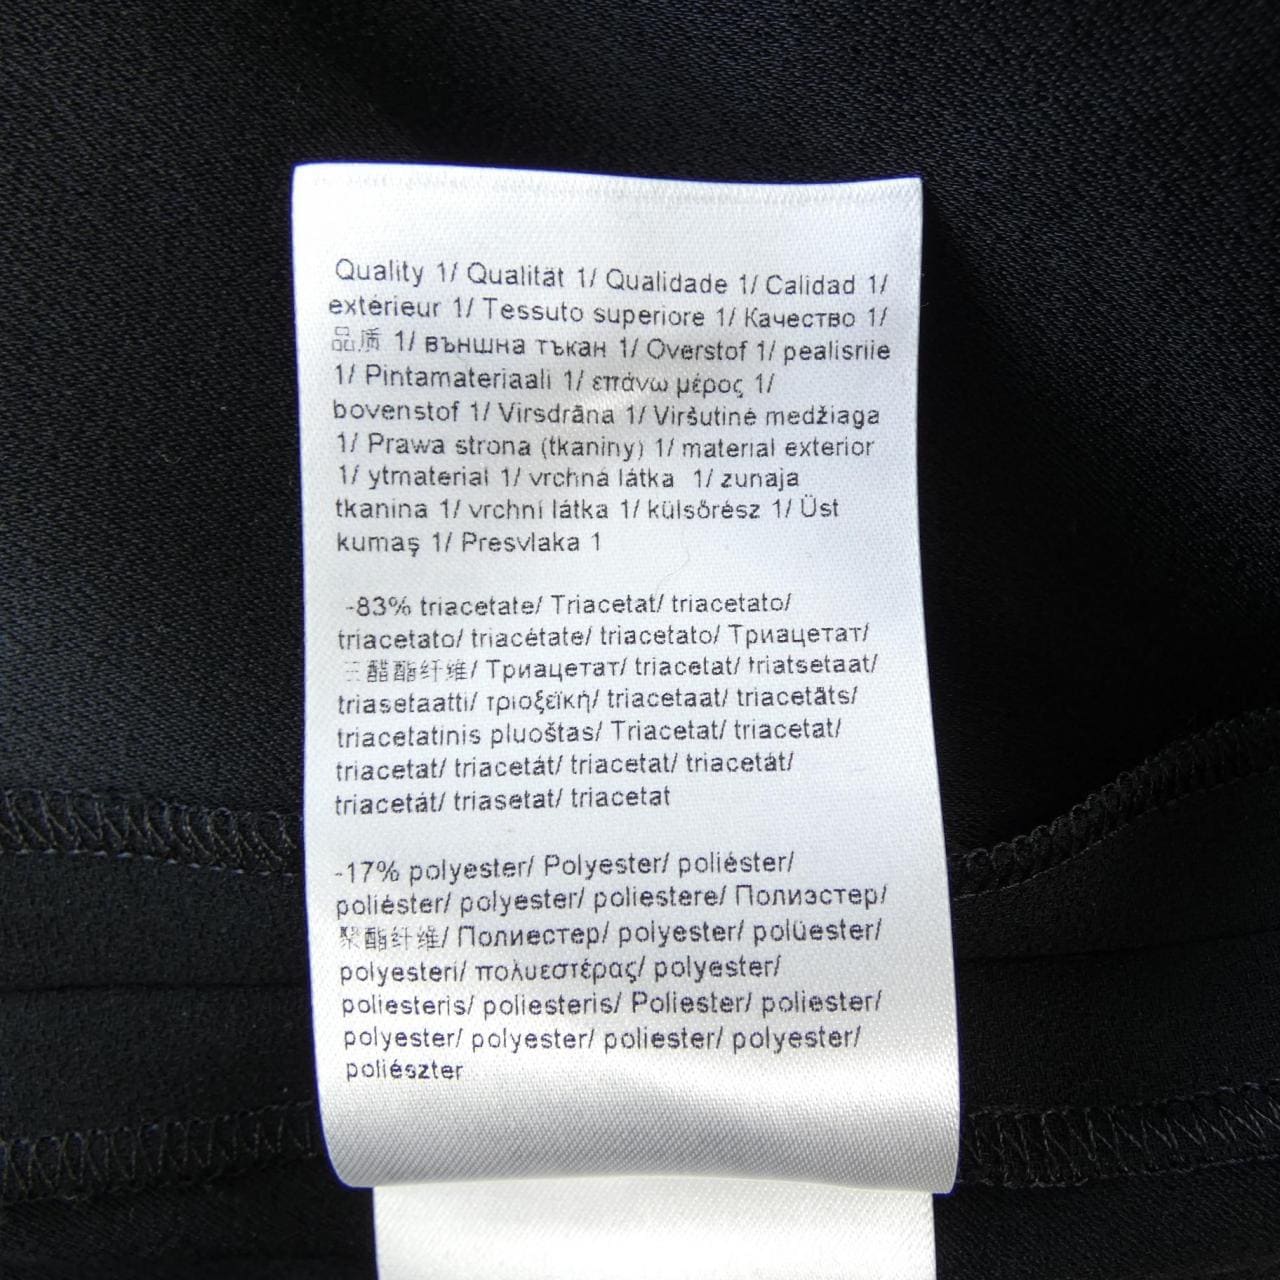 Quality 1/ Qualität 1/ Qualidade 1/ Calidad 1/
extérieur 1/ Tessuto superiore 1/ Качество 1/
品质 1/ външна тъкан 1/ Overstof 1/ pealisriie
1/ Pintamateriaali 1/ επάνω μέρος 1/
bovenstof 1/ Virsdrāna 1/ Viršutinė medžiaga
1/ Prawa strona (tkaniny) 1/ material exterior
1/ ytmaterial 1/ vrchná látka 1/ zunaja
tkanina 1/ vrchní látka 1/ külsőrész 1/ Üst
kumaş 1/ Presvlaka 1
-83% triacetate/ Triacetat/ triacetato/
triacetato/ triacétate/ triacetato/ Триацетат/
三醋酯纤维/ Триацетат/ triacetat/ triatsetaat/
triasetaatti/ τριοξεϊκή/ triacetaat/ triacetāts/
triacetatinis pluoštas/ Triacetat/ triacetat/
triacetat/ triacetát/ triacetat/ triacetát/
triacetát/ triasetat/ triacetat
-17% polyester/ Polyester/ poliéster/
poliéster/ polyester/ poliestere/ Полиэстер/
聚酯纤维/ Полиестер/ polyester/ polüester/
polyesteri/ πολυεστέρας/ polyester/
poliesteris/ poliesteris/ Poliester/ poliester/
polyester/ polyester/ poliester/ polyester/
poliészter